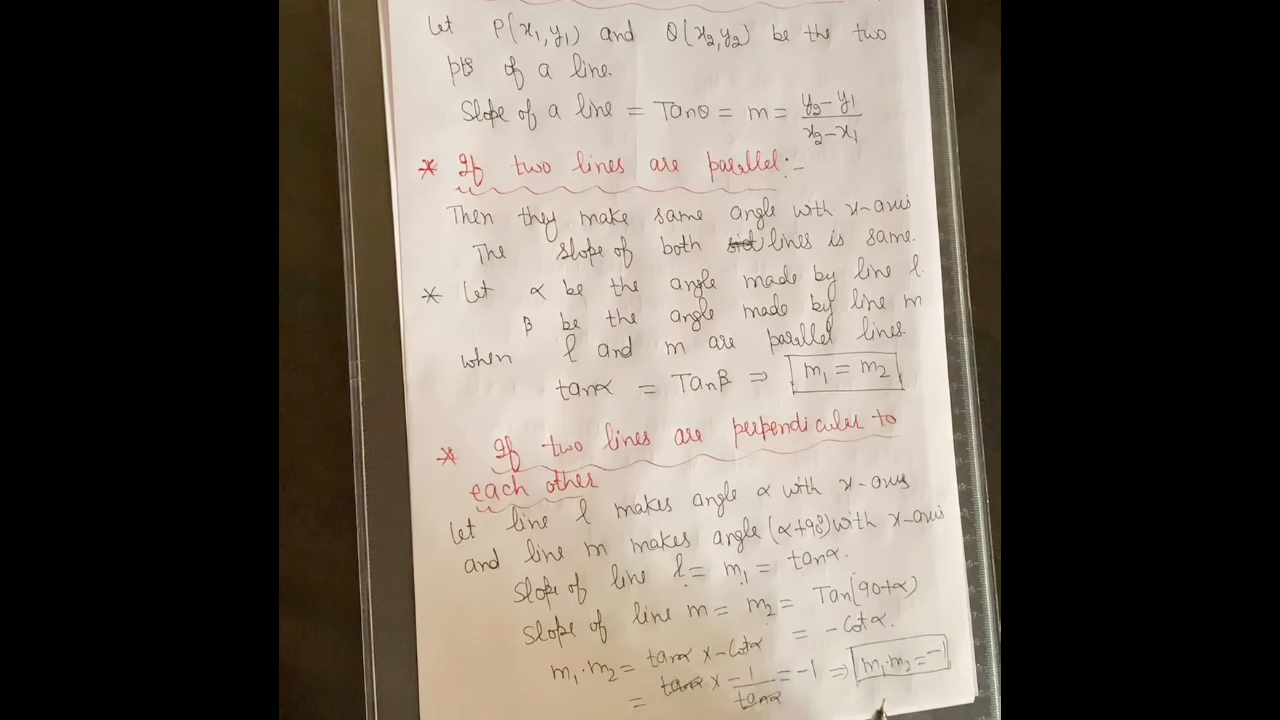 Let P(x₁,y₁) and Q(x₂,y₂) be the two
pts of a line.
Slope of a line = Tanθ = m = (y₂-y₁)/(x₂-x₁)
* If two lines are parellel:-
Then they make same angle with x-axis
The slope of both lines is same.
* Let α be the angle made by line l.
β be the angle made by line m
when l and m are parellel lines.
tanα = Tanβ ⇒ m₁ = m₂
* If two lines are perpendiculer to
each other
Let line l makes angle α with x-axis
and line m makes angle (α+90°) with x-axis
Slope of line l = m₁ = tanα.
Slope of line m = m₂ = Tan(90+α)
= -cotα.
m₁·m₂ = tanα x -cotα
= tanα x -1/tanα = -1 ⇒ m₁·m₂ = -1